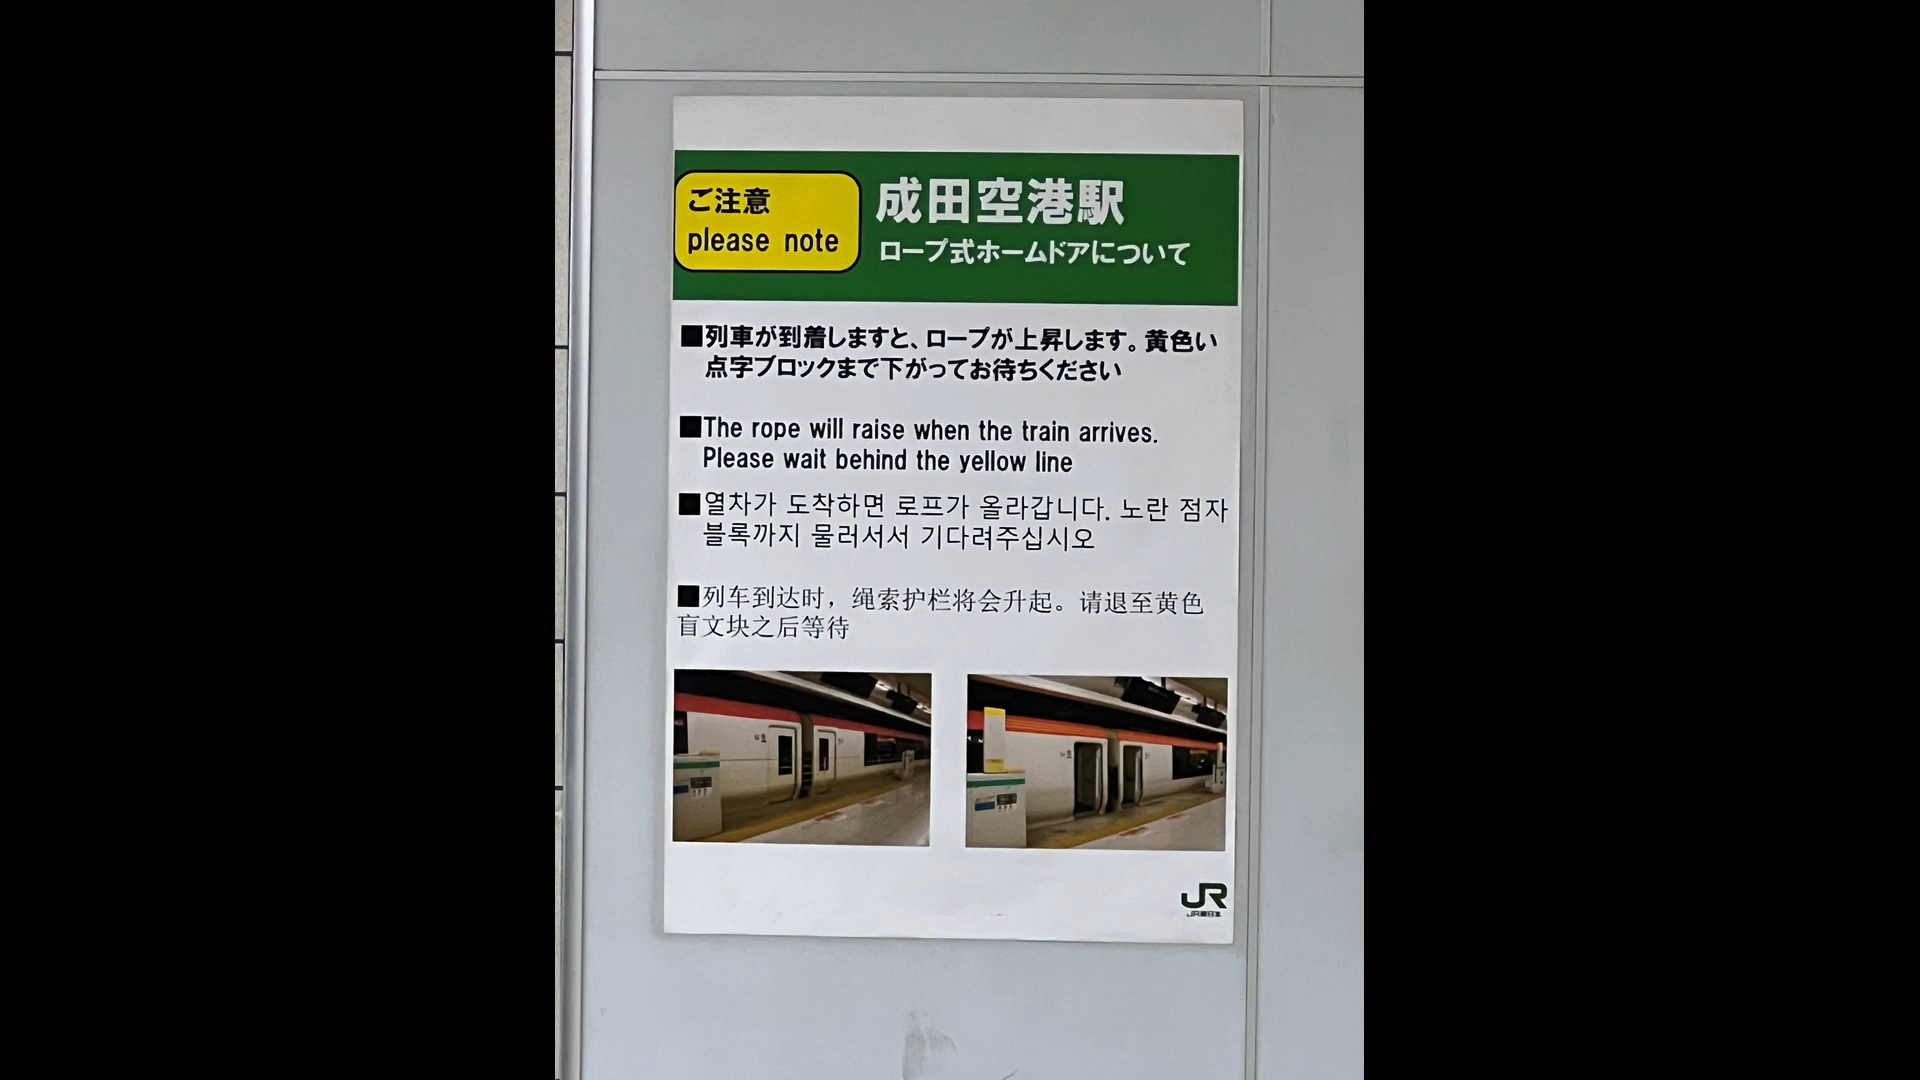 ご注意
please note
成田空港駅
ロープ式ホームドアについて
■列車が到着しますと、ロープが上昇します。黄色い
点字ブロックまで下がってお待ちください
■The rope will raise when the train arrives.
Please wait behind the yellow line
■열차가 도착하면 로프가 올라갑니다. 노란 점자
블록까지 물러서서 기다려주십시오
■列车到达时，绳索护栏将会升起。请退至黄色
盲文块之后等待
JR